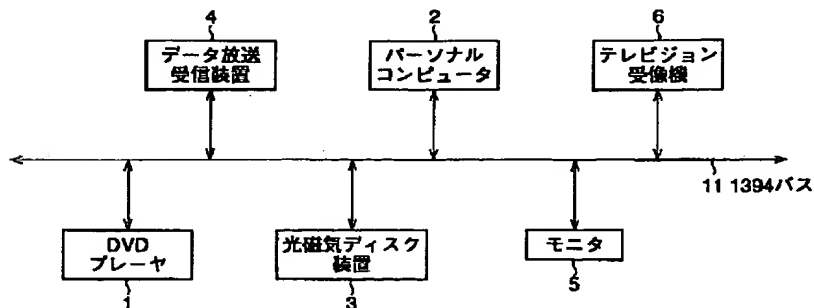 4
2
6
データ放送
受信装置
パーソナル
コンピュータ
テレビジョン
受像機
11 1394バス
DVD
プレーヤ
光磁気ディスク
装置
モニタ
1
3
5